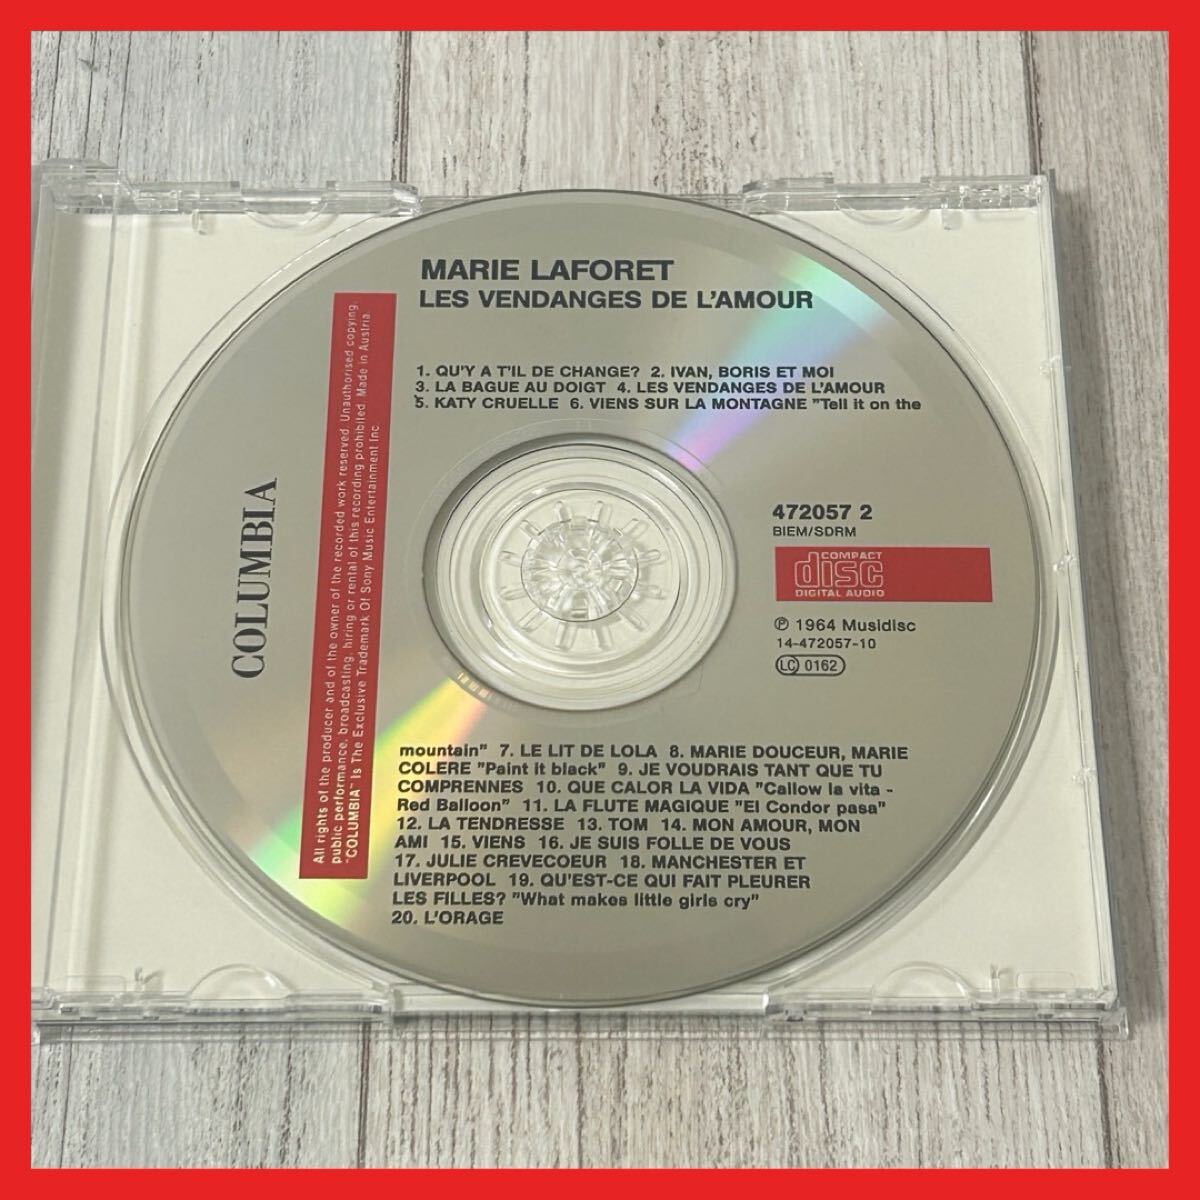 MARIE LAFORET
LES VENDANGES DE L'AMOUR
1. QU'Y A T'IL DE CHANGE? 2. IVAN, BORIS ET MOI
3. LA BAGUE AU DOIGT 4. LES VENDANGES DE L'AMOUR
5. KATY CRUELLE 6. VIENS SUR LA MONTAGNE "Tell it on the
COLUMBIA
All rights of the producer and of the owner of the recorded work reserved. Unauthorised copying,
public performance, broadcasting, hiring or rental of this recording prohibited. Made in Austria.
"COLUMBIA" Is The Exclusive Trademark Of Sony Music Entertainment Inc.
472057 2
BIEM/SDRM
COMPACT
disc
DIGITAL AUDIO
℗ 1964 Musidisc
14-472057-10
LC 0162
mountain" 7. LE LIT DE LOLA 8. MARIE DOUCEUR, MARIE
COLERE "Paint it black" 9. JE VOUDRAIS TANT QUE TU
COMPRENNES 10. QUE CALOR LA VIDA "Callow la vita -
Red Balloon" 11. LA FLUTE MAGIQUE "El Condor pasa"
12. LA TENDRESSE 13. TOM 14. MON AMOUR, MON
AMI 15. VIENS 16. JE SUIS FOLLE DE VOUS
17. JULIE CREVECOEUR 18. MANCHESTER ET
LIVERPOOL 19. QU'EST-CE QUI FAIT PLEURER
LES FILLES? "What makes little girls cry"
20. L'ORAGE